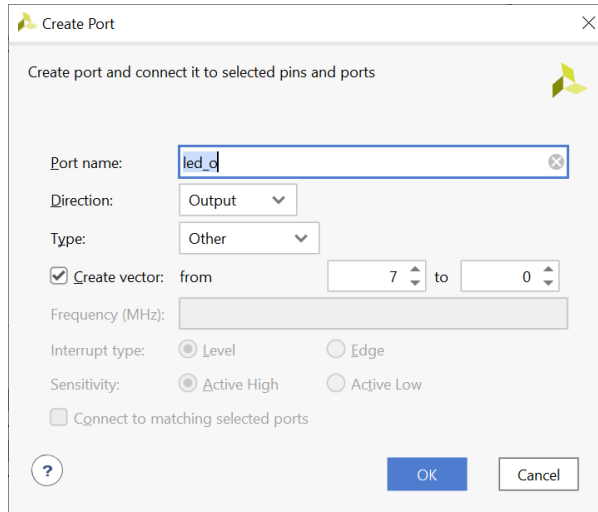 Create Port
Create port and connect it to selected pins and ports
Port name: led_o
Direction: Output
Type: Other
Create vector: from 7 to 0
Frequency (MHz):
Interrupt type: Level Edge
Sensitivity: Active High Active Low
Connect to matching selected ports
? OK Cancel